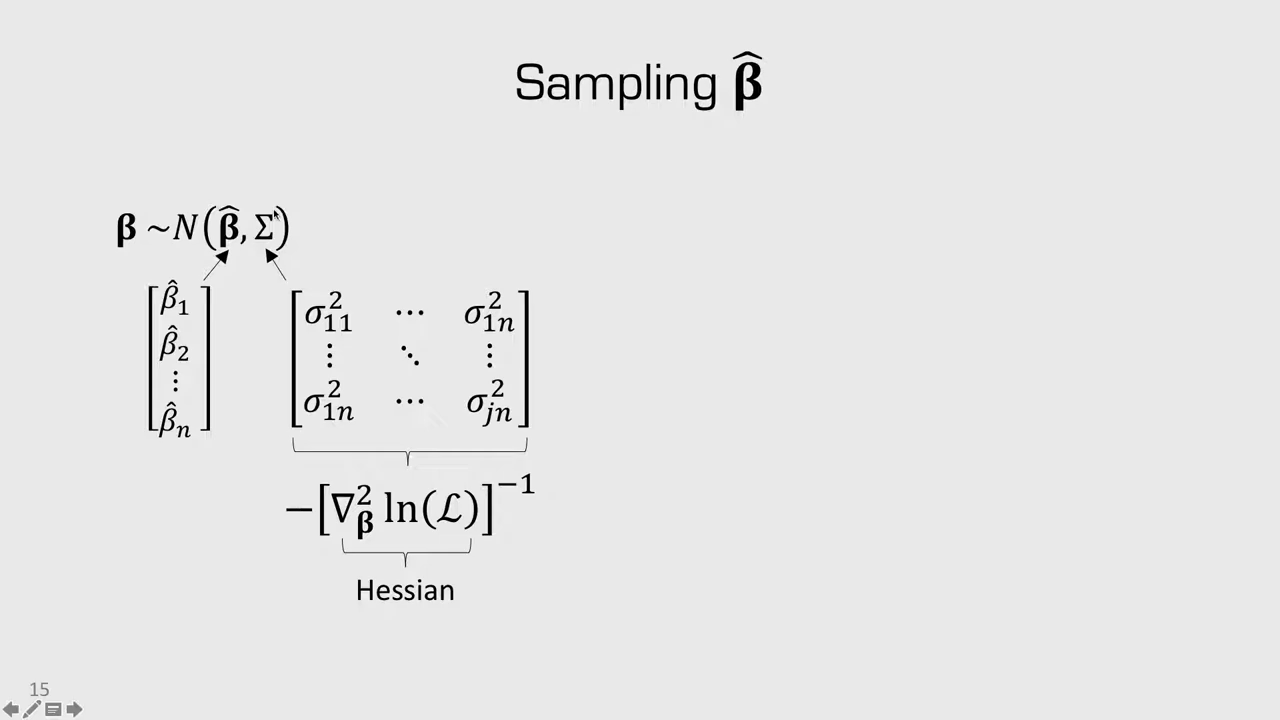 Sampling 𝛃̂
𝛃 ~N(𝛃̂, Σ)
β̂₁
β̂₂
⋮
β̂ₙ
σ²₁₁ ⋯ σ²₁ₙ
⋮ ⋱ ⋮
σ²₁ₙ ⋯ σ²ⱼₙ
−[∇²_𝛃 ln(ℒ)]⁻¹
Hessian
15